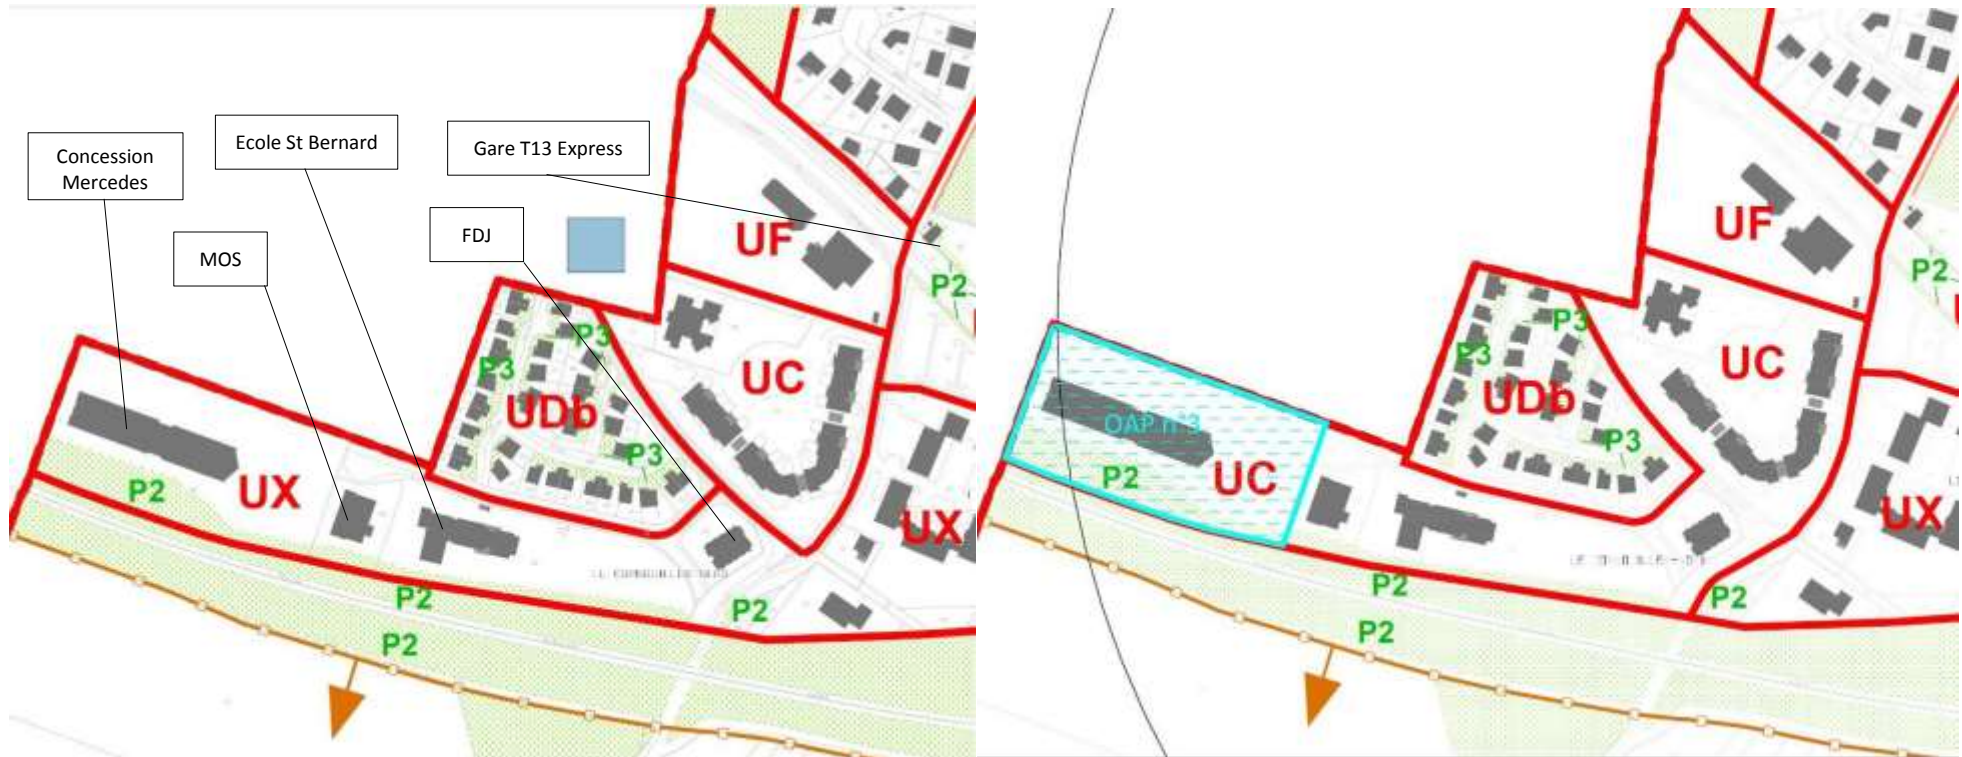 Concession
Mercedes
Ecole St Bernard
Gare T13 Express
FDJ
MOS
UF
P2
P3
P3
UC
UDb
P3
P2
UX
UX
P2
P2
P2
UF
P2
P3
P3
UC
UDb
OAP n°3
P3
P2
UC
UX
P2
P2
P2